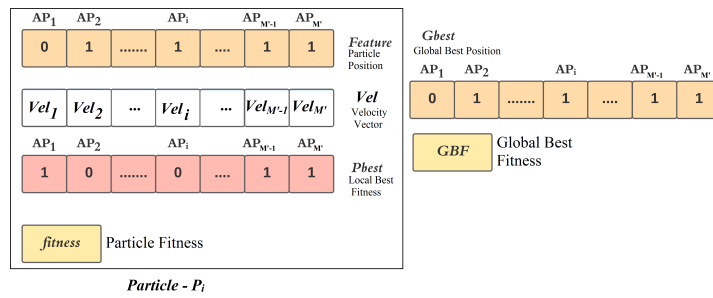 AP1 AP2 APi APM'-1 APM'
0 1 ....... 1 .... 1 1
Feature
Particle
Position
Vel1 Vel2 ... Veli ... VelM'-1 VelM'
Vel
Velocity
Vector
AP1 AP2 APi APM'-1 APM'
1 0 ....... 0 .... 1 1
Pbest
Local Best
Fitness
fitness Particle Fitness
Particle - Pi
Gbest
Global Best Position
AP1 AP2 APi APM'-1 APM'
0 1 ....... 1 .... 1 1
GBF Global Best
Fitness